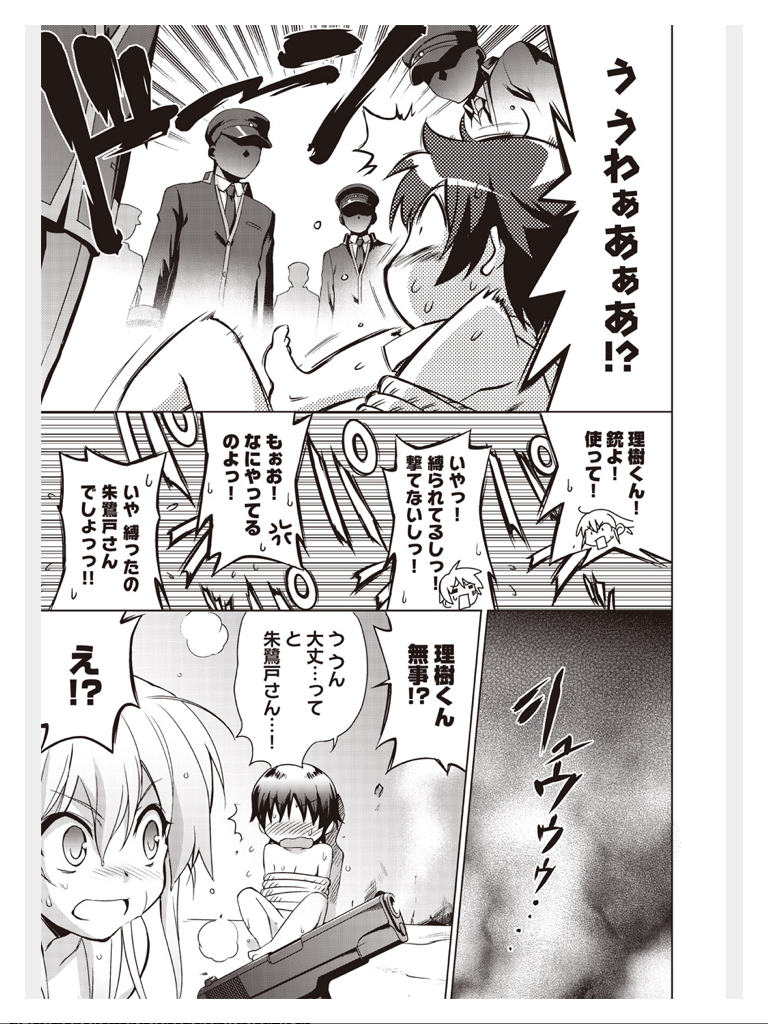 ドーン
う うわぁあぁあ!?
理樹くん!
銃よ!
使って!
いやっ!
縛られてるしっ!
撃てないしっ!
もぉお!
なにやってる
のよっ!
いや 縛ったの
朱鷺戸さん
でしょっっ!!
シュウゥゥ…
理樹くん
無事!?
う うん
大丈…って
と
朱鷺戸さん…!
え!?